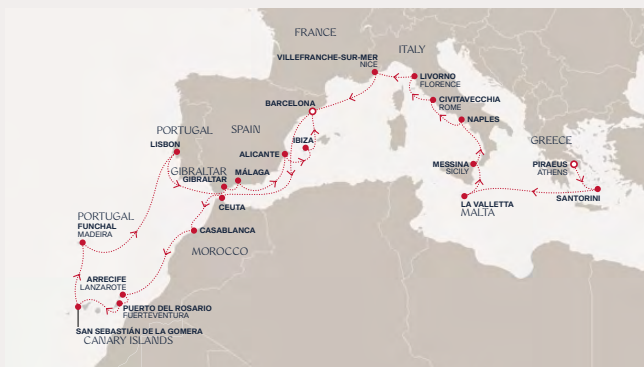 FRANCE
ITALY
VILLEFRANCHE-SUR-MER
NICE
LIVORNO
FLORENCE
CIVITAVECCHIA
ROME
BARCELONA
NAPLES
PORTUGAL
SPAIN
IBIZA
LISBON
ALICANTE
GREECE
GIBRALTAR
GIBRALTAR
MÁLAGA
MESSINA
SICILY
PIRAEUS
ATHENS
CEUTA
LA VALLETTA
MALTA
SANTORINI
PORTUGAL
FUNCHAL
MADEIRA
CASABLANCA
MOROCCO
ARRECIFE
LANZAROTE
PUERTO DEL ROSARIO
FUERTEVENTURA
SAN SEBASTIÁN DE LA GOMERA
CANARY ISLANDS